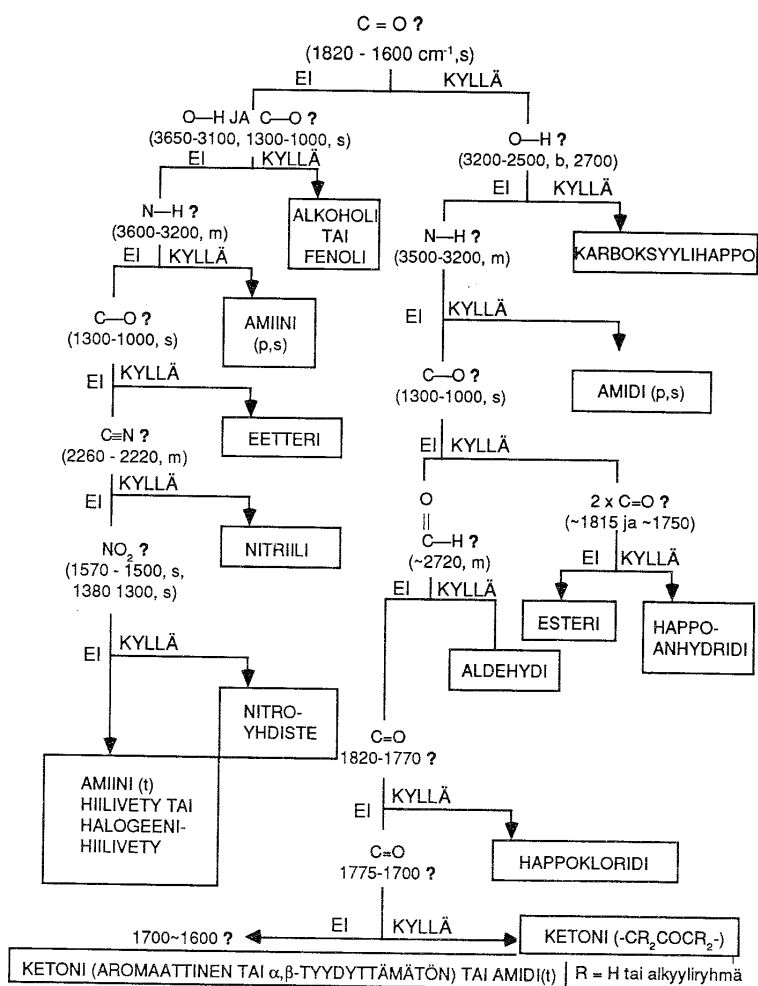 C = O ?
(1820 - 1600 cm⁻¹,s)
EI KYLLÄ
O—H JA C—O ?
(3650-3100, 1300-1000, s)
EI KYLLÄ
O—H ?
(3200-2500, b, 2700)
EI KYLLÄ
N—H ?
(3600-3200, m)
ALKOHOLI
TAI
FENOLI
N—H ?
(3500-3200, m)
KARBOKSYYLIHAPPO
EI KYLLÄ
C—O ?
(1300-1000, s)
AMIINI
(p,s)
EI KYLLÄ
C—O ?
(1300-1000, s)
AMIDI (p,s)
EI KYLLÄ
C≡N ?
(2260 - 2220, m)
EETTERI
EI KYLLÄ
EI KYLLÄ
NITRIILI
O
||
C—H ?
(~2720, m)
2 x C=O ?
(~1815 ja ~1750)
NO₂ ?
(1570 - 1500, s,
1380 1300, s)
EI KYLLÄ
EI KYLLÄ
ESTERI
HAPPO-
ANHYDRIDI
ALDEHYDI
EI KYLLÄ
NITRO-
YHDISTE
C=O
1820-1770 ?
AMIINI (t)
HIILIVETY TAI
HALOGEENI-
HIILIVETY
EI KYLLÄ
C=O
1775-1700 ?
HAPPOKLORIDI
EI KYLLÄ
1700~1600 ?
KETONI (-CR₂COCR₂-)
KETONI (AROMAATTINEN TAI α,β-TYYDYTTÄMÄTÖN) TAI AMIDI(t)
R = H tai alkyyliryhmä